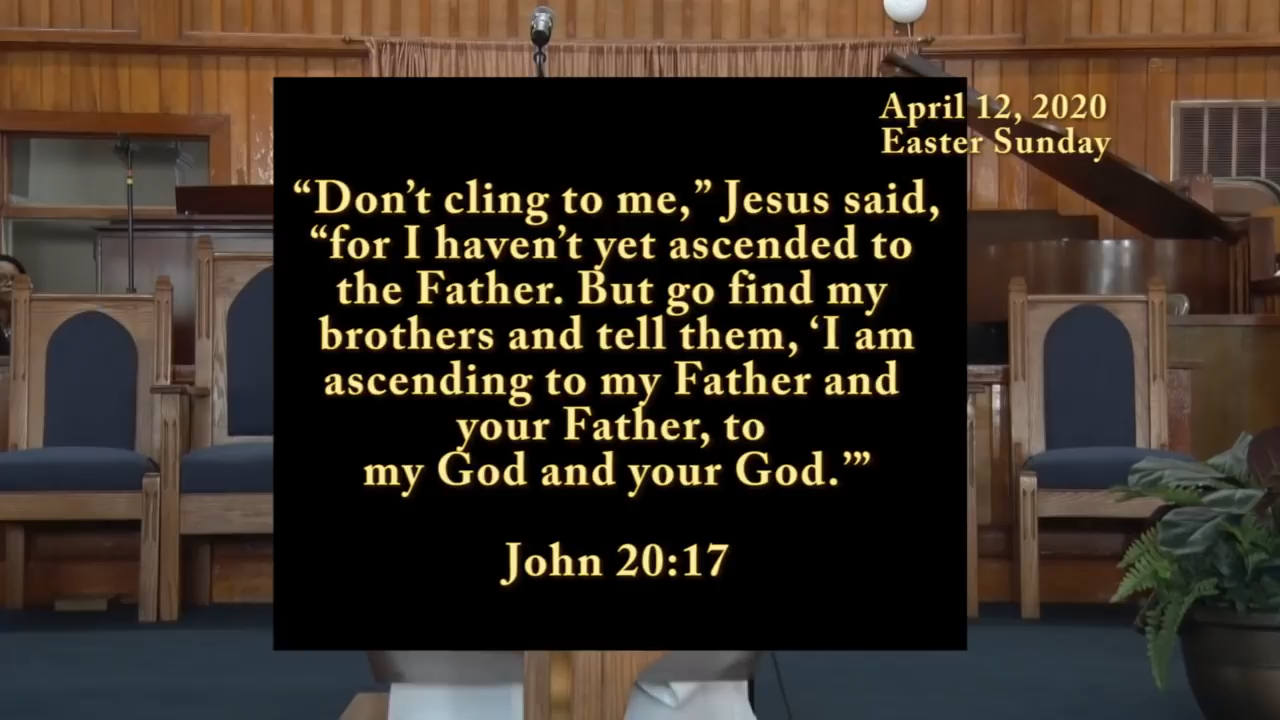 April 12, 2020
Easter Sunday
“Don’t cling to me,” Jesus said,
“for I haven’t yet ascended to
the Father. But go find my
brothers and tell them, ‘I am
ascending to my Father and
your Father, to
my God and your God.’”
John 20:17